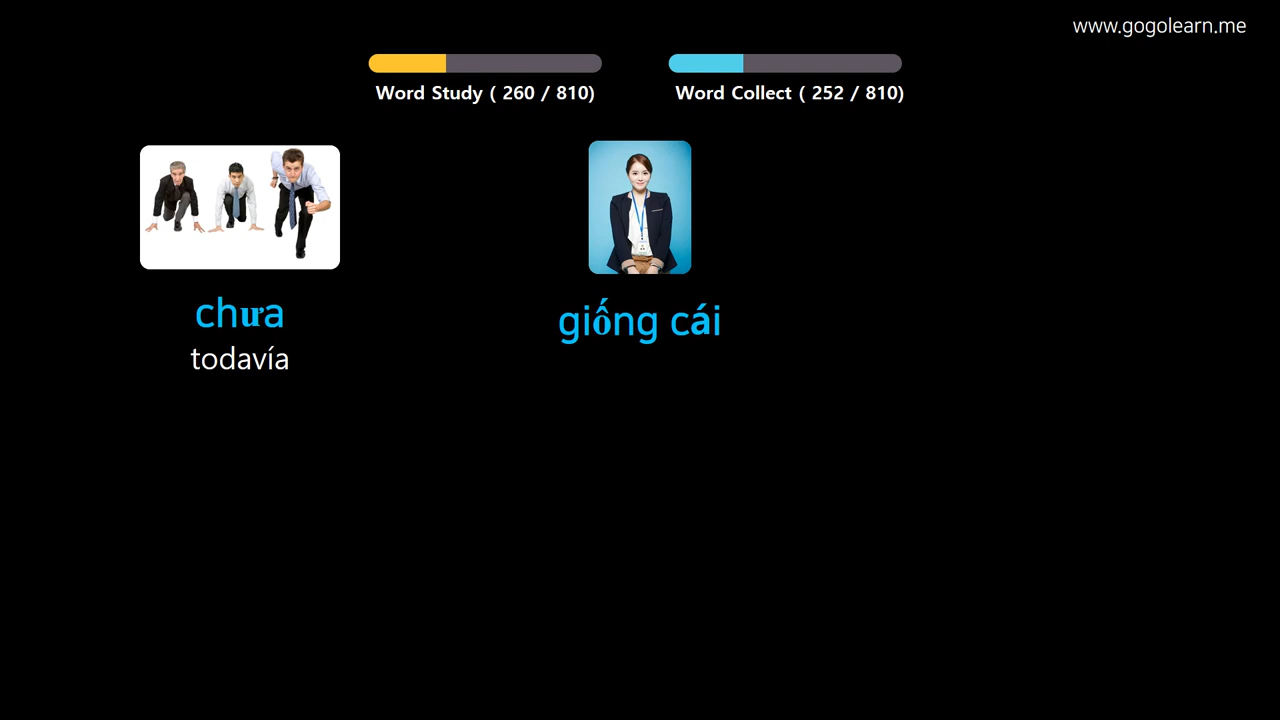 www.gogolearn.me
Word Study ( 260 / 810)
Word Collect ( 252 / 810)
chưa
todavía
giống cái